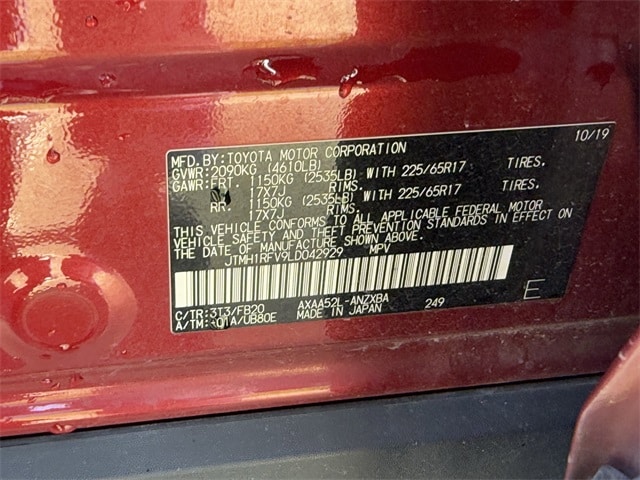 10/19
MFD. BY: TOYOTA MOTOR CORPORATION
GVWR: 2090KG (4610LB)
GAWR: FRT. 1150KG (2535LB) WITH 225/65R17 TIRES.
17X7J RIMS.
RR. 1150KG (2535LB) WITH 225/65R17 TIRES.
17X7J RIMS.
THIS VEHICLE CONFORMS TO ALL APPLICABLE FEDERAL MOTOR
VEHICLE SAFETY AND THEFT PREVENTION STANDARDS IN EFFECT ON
THE DATE OF MANUFACTURE SHOWN ABOVE.
JTMH1RFV9LD042929 MPV
C/TR: 3T3/FB20 AXAA52L-ANZXBA 249 E
A/TM: -01A/UB80E MADE IN JAPAN